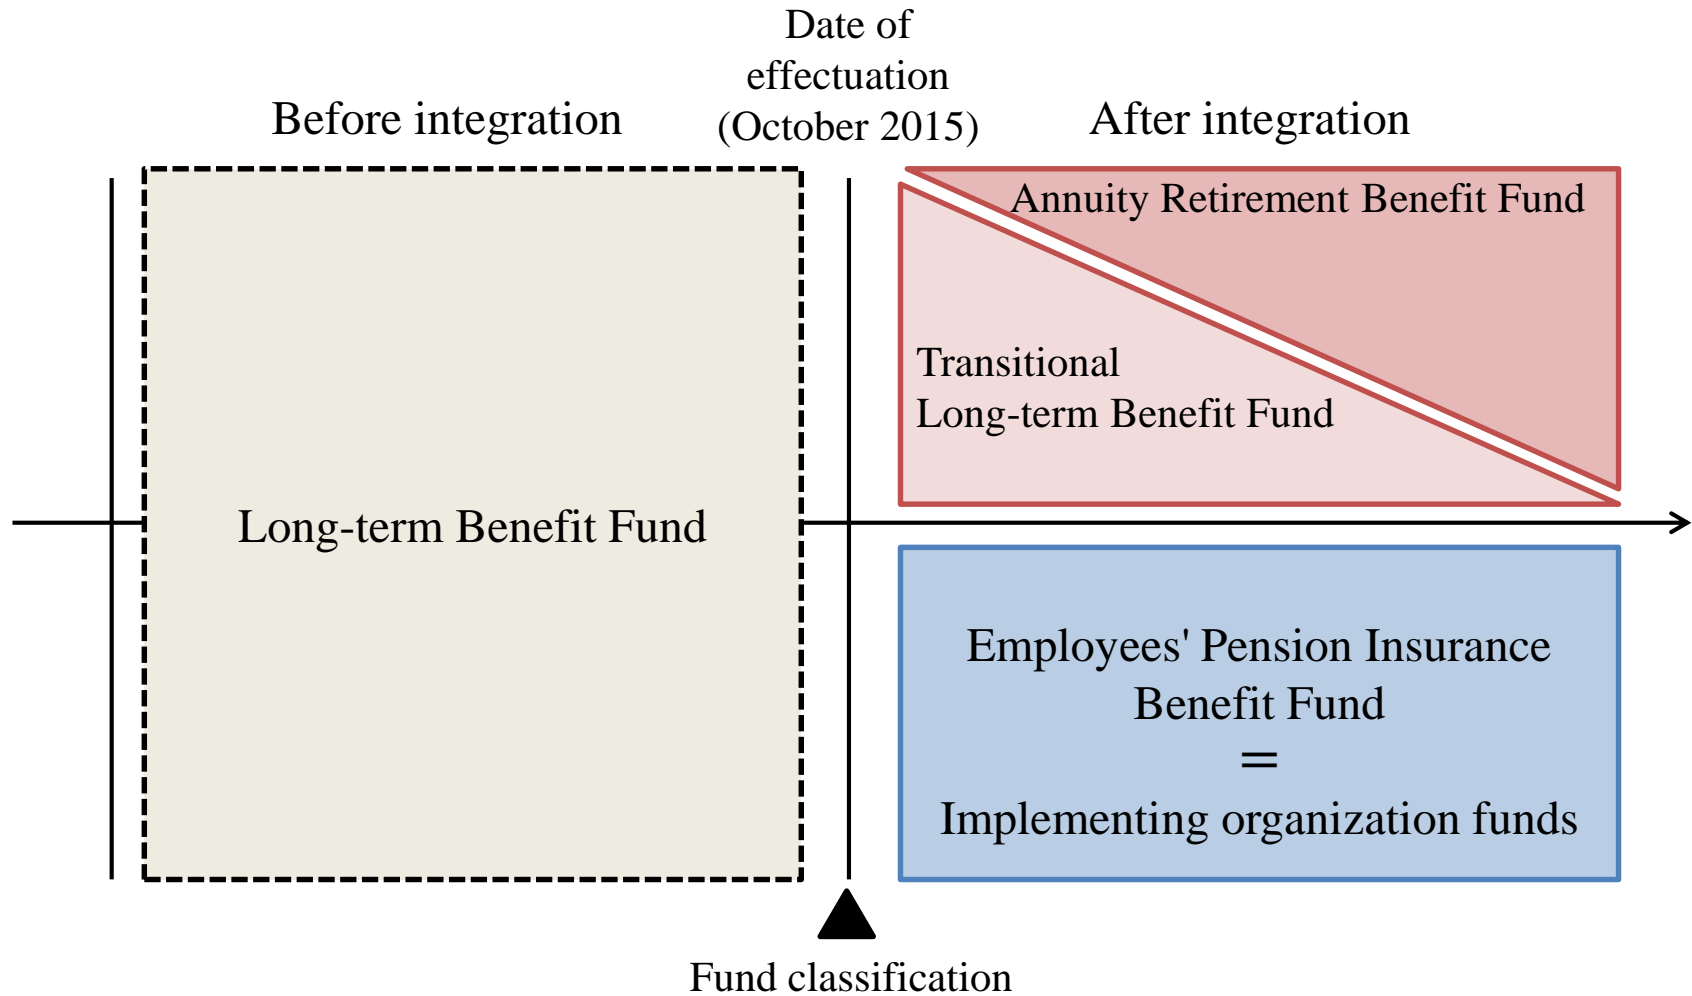 Date of
effectuation
(October 2015)
Before integration
After integration
Long-term Benefit Fund
Annuity Retirement Benefit Fund
Transitional
Long-term Benefit Fund
Employees' Pension Insurance
Benefit Fund
=
Implementing organization funds
Fund classification